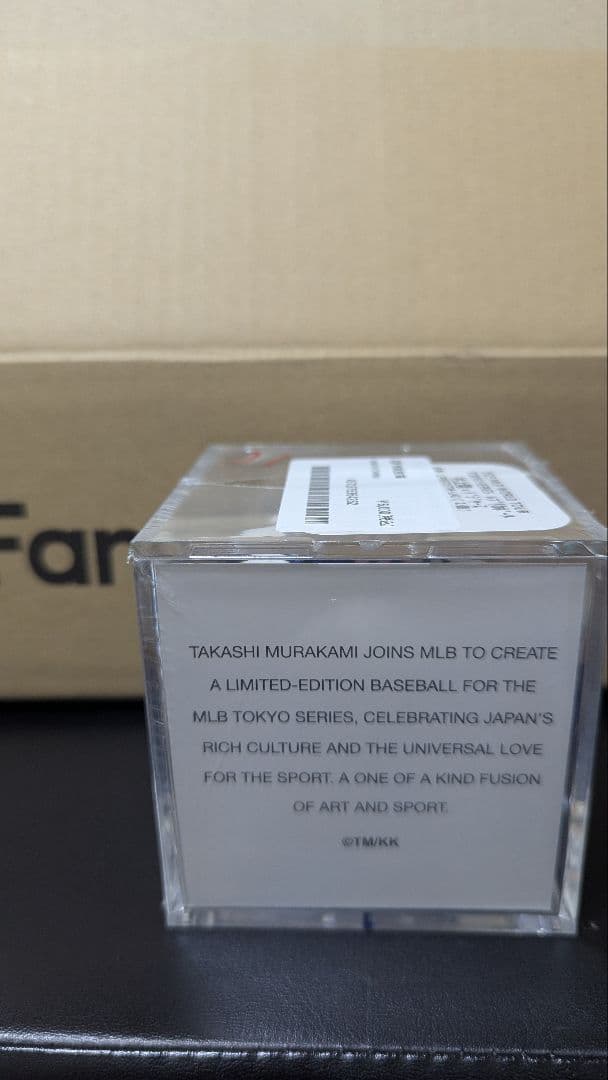 Fan
TAKASHI MURAKAMI JOINS MLB TO CREATE
A LIMITED-EDITION BASEBALL FOR THE
MLB TOKYO SERIES, CELEBRATING JAPAN'S
RICH CULTURE AND THE UNIVERSAL LOVE
FOR THE SPORT. A ONE OF A KIND FUSION
OF ART AND SPORT.
©TM/KK